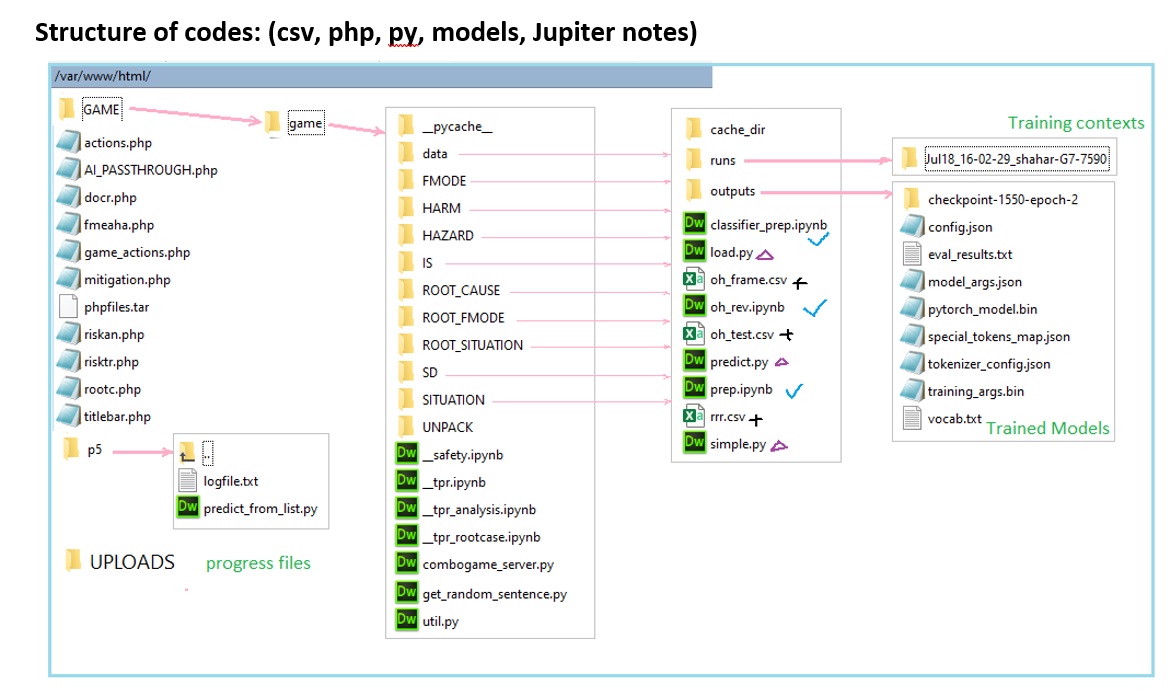 Structure of codes: (csv, php, py, models, Jupiter notes)
/var/www/html/
GAME
actions.php
AI_PASSTHROUGH.php
docr.php
fmeaha.php
game_actions.php
mitigation.php
phpfiles.tar
riskan.php
risktr.php
rootc.php
titlebar.php
p5
..
logfile.txt
Dw predict_from_list.py
UPLOADS progress files
game
__pycache__
data
FMODE
HARM
HAZARD
IS
ROOT_CAUSE
ROOT_FMODE
ROOT_SITUATION
SD
SITUATION
UNPACK
Dw __safety.ipynb
Dw __tpr.ipynb
Dw __tpr_analysis.ipynb
Dw __tpr_rootcase.ipynb
Dw combogame_server.py
Dw get_random_sentence.py
Dw util.py
cache_dir
runs
outputs
Dw classifier_prep.ipynb
Dw load.py
Xa oh_frame.csv
Dw oh_rev.ipynb
Xa oh_test.csv
Dw predict.py
Dw prep.ipynb
Xa rrr.csv
Dw simple.py
Training contexts
Jul18_16-02-29_shahar-G7-7590
checkpoint-1550-epoch-2
config.json
eval_results.txt
model_args.json
pytorch_model.bin
special_tokens_map.json
tokenizer_config.json
training_args.bin
vocab.txt
Trained Models